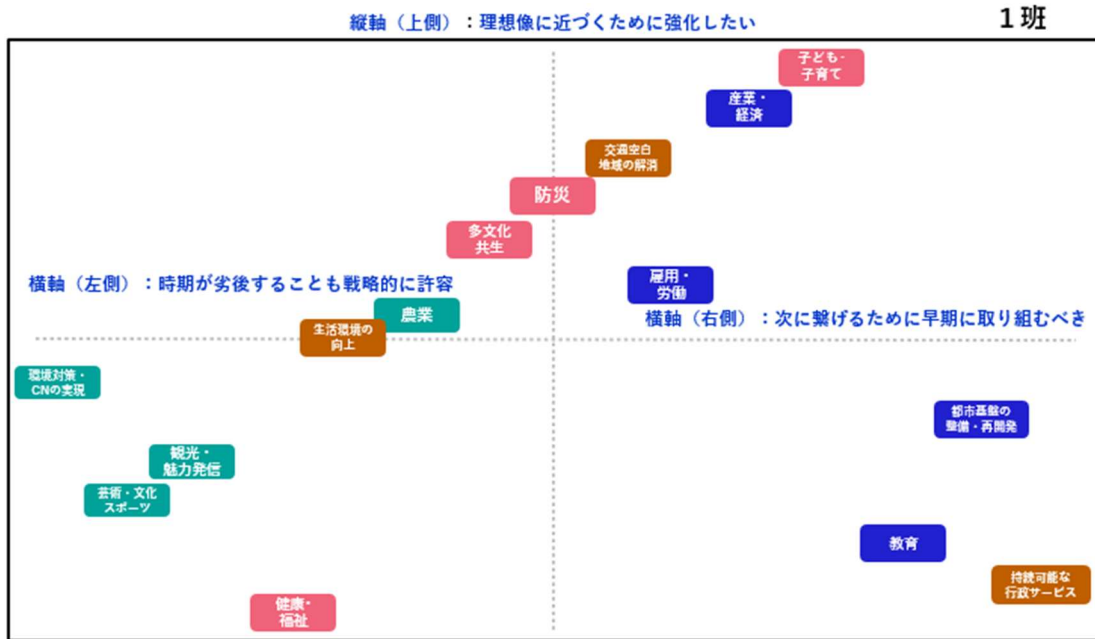 縦軸（上側）：理想像に近づくために強化したい
１班
子ども・
子育て
産業・
経済
交通空白
地域の解消
防災
多文化
共生
横軸（左側）：時期が劣後することも戦略的に許容
雇用・
労働
農業
横軸（右側）：次に繋げるために早期に取り組むべき
生活環境の
向上
環境対策・
CNの実現
都市基盤の
整備・再開発
観光・
魅力発信
芸術・文化
スポーツ
教育
持続可能な
行政サービス
健康・
福祉